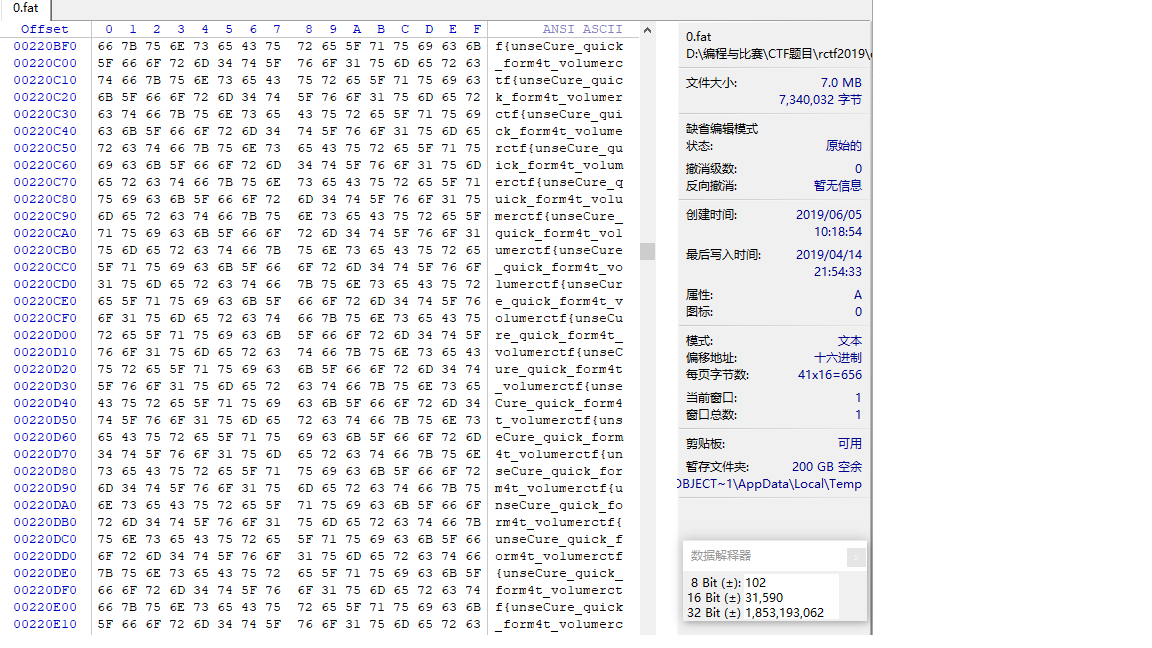 0.fat
Offset 0 1 2 3 4 5 6 7 8 9 A B C D E F ANSI ASCII
00220BF0 66 7B 75 6E 73 65 43 75 72 65 5F 71 75 69 63 6B f{unseCure_quick
00220C00 5F 66 6F 72 6D 34 74 5F 76 6F 31 75 6D 65 72 63 _form4t_vo1umerc
00220C10 74 66 7B 75 6E 73 65 43 75 72 65 5F 71 75 69 63 tf{unseCure_quic
00220C20 6B 5F 66 6F 72 6D 34 74 5F 76 6F 31 75 6D 65 72 k_form4t_vo1umer
00220C30 63 74 66 7B 75 6E 73 65 43 75 72 65 5F 71 75 69 ctf{unseCure_qui
00220C40 63 6B 5F 66 6F 72 6D 34 74 5F 76 6F 31 75 6D 65 ck_form4t_vo1ume
00220C50 72 63 74 66 7B 75 6E 73 65 43 75 72 65 5F 71 75 rctf{unseCure_qu
00220C60 69 63 6B 5F 66 6F 72 6D 34 74 5F 76 6F 31 75 6D ick_form4t_vo1um
00220C70 65 72 63 74 66 7B 75 6E 73 65 43 75 72 65 5F 71 erctf{unseCure_q
00220C80 75 69 63 6B 5F 66 6F 72 6D 34 74 5F 76 6F 31 75 uick_form4t_vo1u
00220C90 6D 65 72 63 74 66 7B 75 6E 73 65 43 75 72 65 5F merctf{unseCure_
00220CA0 71 75 69 63 6B 5F 66 6F 72 6D 34 74 5F 76 6F 31 quick_form4t_vo1
00220CB0 75 6D 65 72 63 74 66 7B 75 6E 73 65 43 75 72 65 umerctf{unseCure
00220CC0 5F 71 75 69 63 6B 5F 66 6F 72 6D 34 74 5F 76 6F _quick_form4t_vo
00220CD0 31 75 6D 65 72 63 74 66 7B 75 6E 73 65 43 75 72 1umerctf{unseCur
00220CE0 65 5F 71 75 69 63 6B 5F 66 6F 72 6D 34 74 5F 76 e_quick_form4t_v
00220CF0 6F 31 75 6D 65 72 63 74 66 7B 75 6E 73 65 43 75 o1umerctf{unseCu
00220D00 72 65 5F 71 75 69 63 6B 5F 66 6F 72 6D 34 74 5F re_quick_form4t_
00220D10 76 6F 31 75 6D 65 72 63 74 66 7B 75 6E 73 65 43 vo1umerctf{unseC
00220D20 75 72 65 5F 71 75 69 63 6B 5F 66 6F 72 6D 34 74 ure_quick_form4t
00220D30 5F 76 6F 31 75 6D 65 72 63 74 66 7B 75 6E 73 65 _vo1umerctf{unse
00220D40 43 75 72 65 5F 71 75 69 63 6B 5F 66 6F 72 6D 34 Cure_quick_form4
00220D50 74 5F 76 6F 31 75 6D 65 72 63 74 66 7B 75 6E 73 t_vo1umerctf{uns
00220D60 65 43 75 72 65 5F 71 75 69 63 6B 5F 66 6F 72 6D eCure_quick_form
00220D70 34 74 5F 76 6F 31 75 6D 65 72 63 74 66 7B 75 6E 4t_vo1umerctf{un
00220D80 73 65 43 75 72 65 5F 71 75 69 63 6B 5F 66 6F 72 seCure_quick_for
00220D90 6D 34 74 5F 76 6F 31 75 6D 65 72 63 74 66 7B 75 m4t_vo1umerctf{u
00220DA0 6E 73 65 43 75 72 65 5F 71 75 69 63 6B 5F 66 6F nseCure_quick_fo
00220DB0 72 6D 34 74 5F 76 6F 31 75 6D 65 72 63 74 66 7B rm4t_vo1umerctf{
00220DC0 75 6E 73 65 43 75 72 65 5F 71 75 69 63 6B 5F 66 unseCure_quick_f
00220DD0 6F 72 6D 34 74 5F 76 6F 31 75 6D 65 72 63 74 66 orm4t_vo1umerctf
00220DE0 7B 75 6E 73 65 43 75 72 65 5F 71 75 69 63 6B 5F {unseCure_quick_
00220DF0 66 6F 72 6D 34 74 5F 76 6F 31 75 6D 65 72 63 74 form4t_vo1umerct
00220E00 66 7B 75 6E 73 65 43 75 72 65 5F 71 75 69 63 6B f{unseCure_quick
00220E10 5F 66 6F 72 6D 34 74 5F 76 6F 31 75 6D 65 72 63 _form4t_vo1umerc
0.fat
D:\编程与比赛\CTF题目\rctf2019\
文件大小: 7.0 MB
7,340,032 字节
缺省编辑模式
状态: 原始的
撤消级数: 0
反向撤消: 暂无信息
创建时间: 2019/06/05
10:18:54
最后写入时间: 2019/04/14
21:54:33
属性: A
图标: 0
模式: 文本
偏移地址: 十六进制
每页字节数: 41x16=656
当前窗口: 1
窗口总数: 1
剪贴板: 可用
暂存文件夹: 200 GB 空余
OBJECT~1\AppData\Local\Temp
数据解释器
8 Bit (±): 102
16 Bit (±) 31,590
32 Bit (±) 1,853,193,062